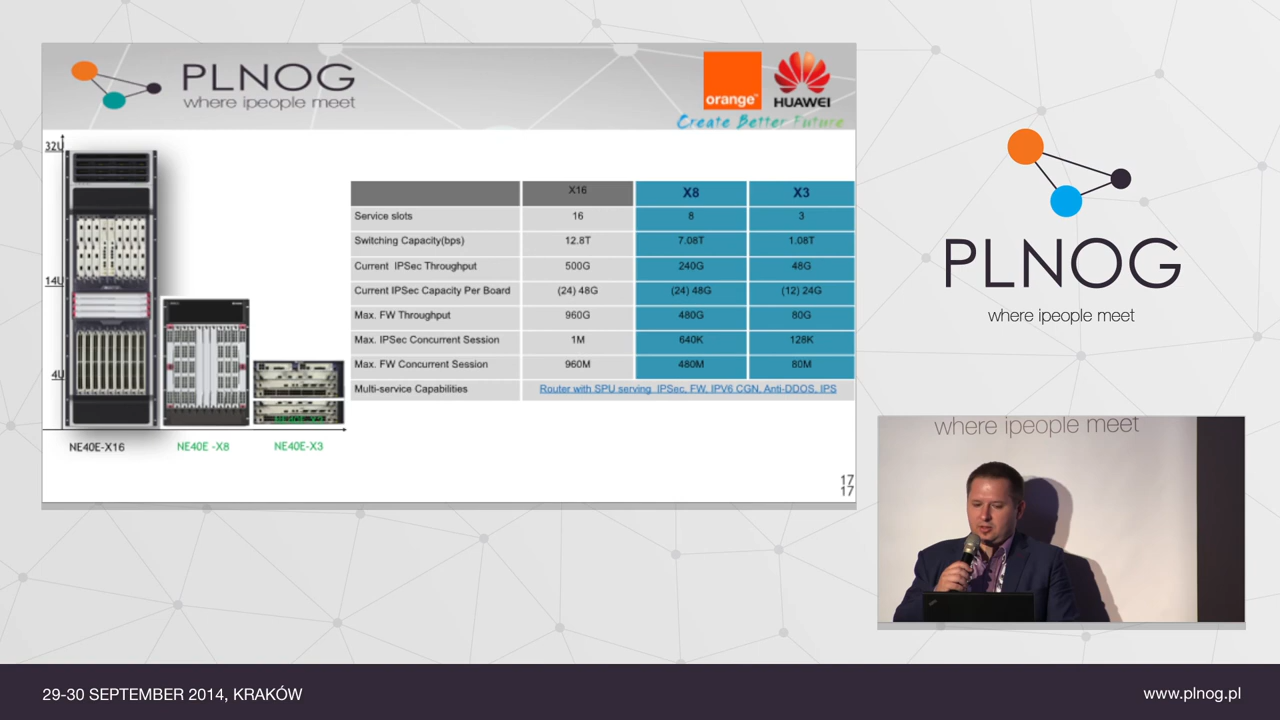 PLNOG
where ipeople meet
orange™
HUAWEI
Create Better Future
32U
14U
4U
NE40E-X16
NE40E -X8
NE40E-X3
X16 X8 X3
Service slots 16 8 3
Switching Capacity(bps) 12.8T 7.08T 1.08T
Current IPSec Throughput 500G 240G 48G
Current IPSec Capacity Per Board (24) 48G (24) 48G (12) 24G
Max. FW Throughput 960G 480G 80G
Max. IPSec Concurrent Session 1M 640K 128K
Max. FW Concurrent Session 960M 480M 80M
Multi-service Capabilities Router with SPU serving IPSec, FW, IPV6 CGN, Anti-DDOS, IPS
17
17
PLNOG
where ipeople meet
where ipeople meet
29-30 SEPTEMBER 2014, KRAKÓW
www.plnog.pl